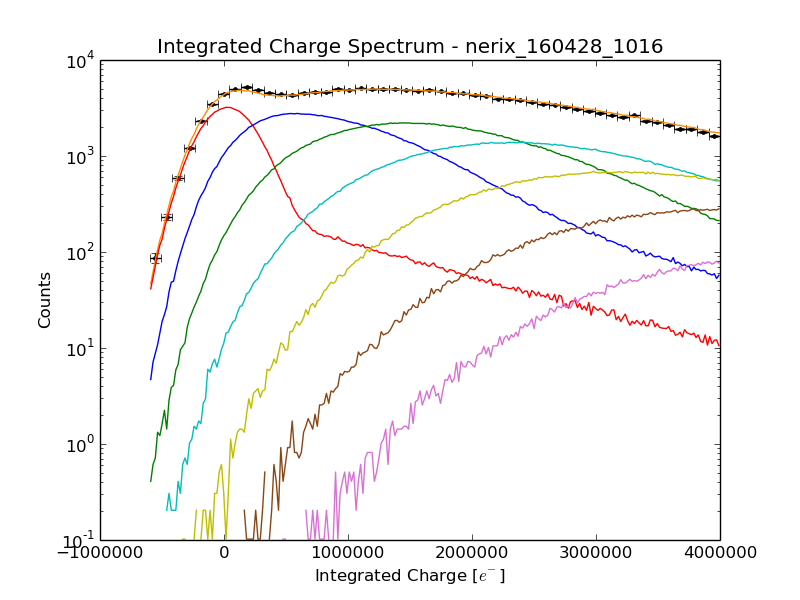 Integrated Charge Spectrum - nerix_160428_1016
10^4
10^3
10^2
10^1
10^0
10^-1
Counts
−1000000 0 1000000 2000000 3000000 4000000
Integrated Charge [e^-]